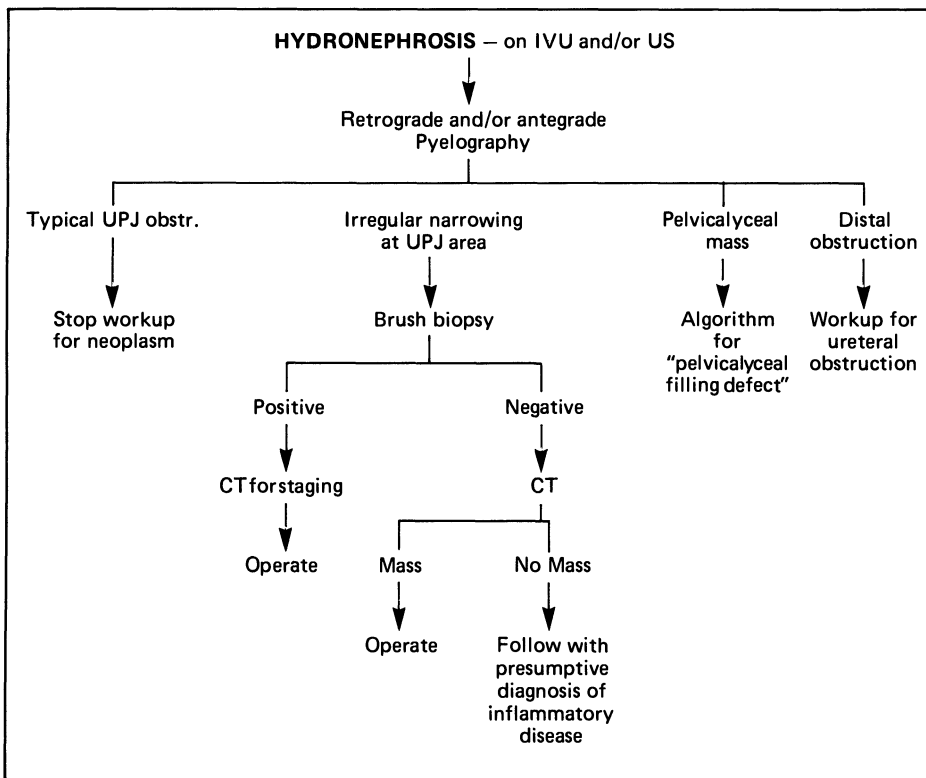 HYDRONEPHROSIS – on IVU and/or US
Retrograde and/or antegrade
Pyelography
Typical UPJ obstr.
Irregular narrowing
at UPJ area
Pelvicalyceal
mass
Distal
obstruction
Stop workup
for neoplasm
Brush biopsy
Algorithm
for
“pelvicalyceal
filling defect”
Workup for
ureteral
obstruction
Positive
Negative
CT for staging
CT
Operate
Mass
No Mass
Operate
Follow with
presumptive
diagnosis of
inflammatory
disease